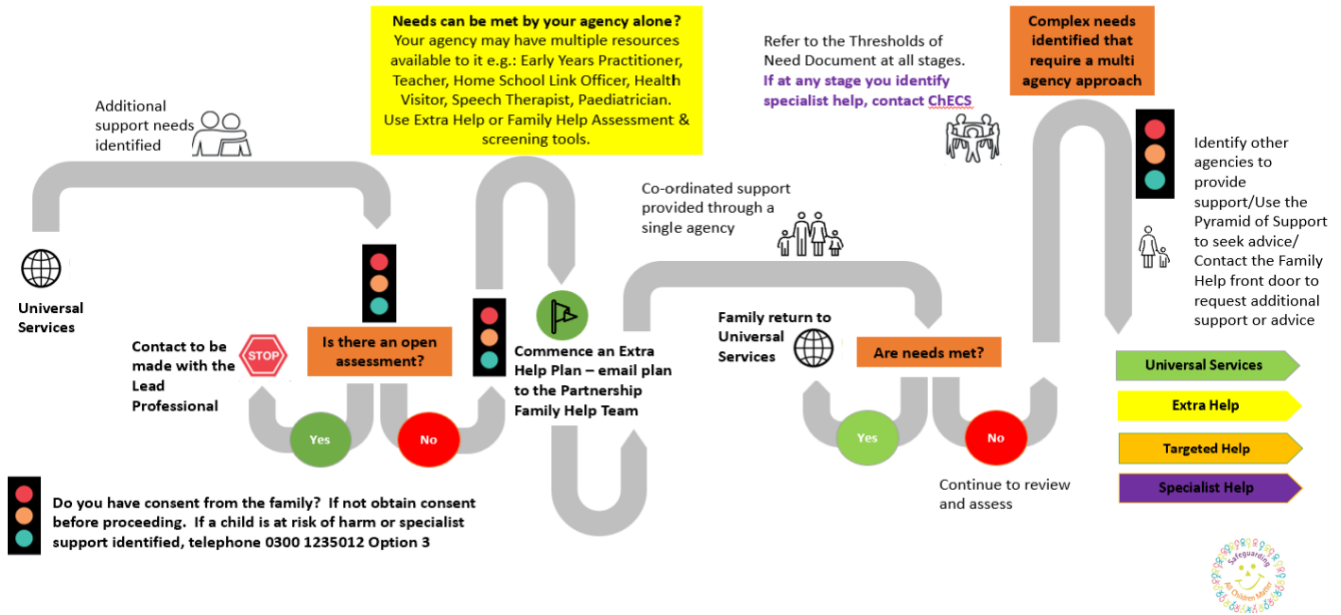 Needs can be met by your agency alone?
Your agency may have multiple resources
available to it e.g.: Early Years Practitioner,
Teacher, Home School Link Officer, Health
Visitor, Speech Therapist, Paediatrician.
Use Extra Help or Family Help Assessment &
screening tools.
Refer to the Thresholds of
Need Document at all stages.
If at any stage you identify
specialist help, contact ChECS
Complex needs
identified that
require a multi
agency approach
Additional
support needs
identified
Identify other
agencies to
provide
support/Use the
Pyramid of Support
to seek advice/
Contact the Family
Help front door to
request additional
support or advice
Co-ordinated support
provided through a
single agency
Universal
Services
Contact to be
made with the
Lead
Professional
STOP
Is there an open
assessment?
Yes
No
Commence an Extra
Help Plan – email plan
to the Partnership
Family Help Team
Family return to
Universal
Services
Are needs met?
Yes
No
Continue to review
and assess
Universal Services
Extra Help
Targeted Help
Specialist Help
Do you have consent from the family?  If not obtain consent
before proceeding.  If a child is at risk of harm or specialist
support identified, telephone 0300 1235012 Option 3
Safeguarding
All Children Matter